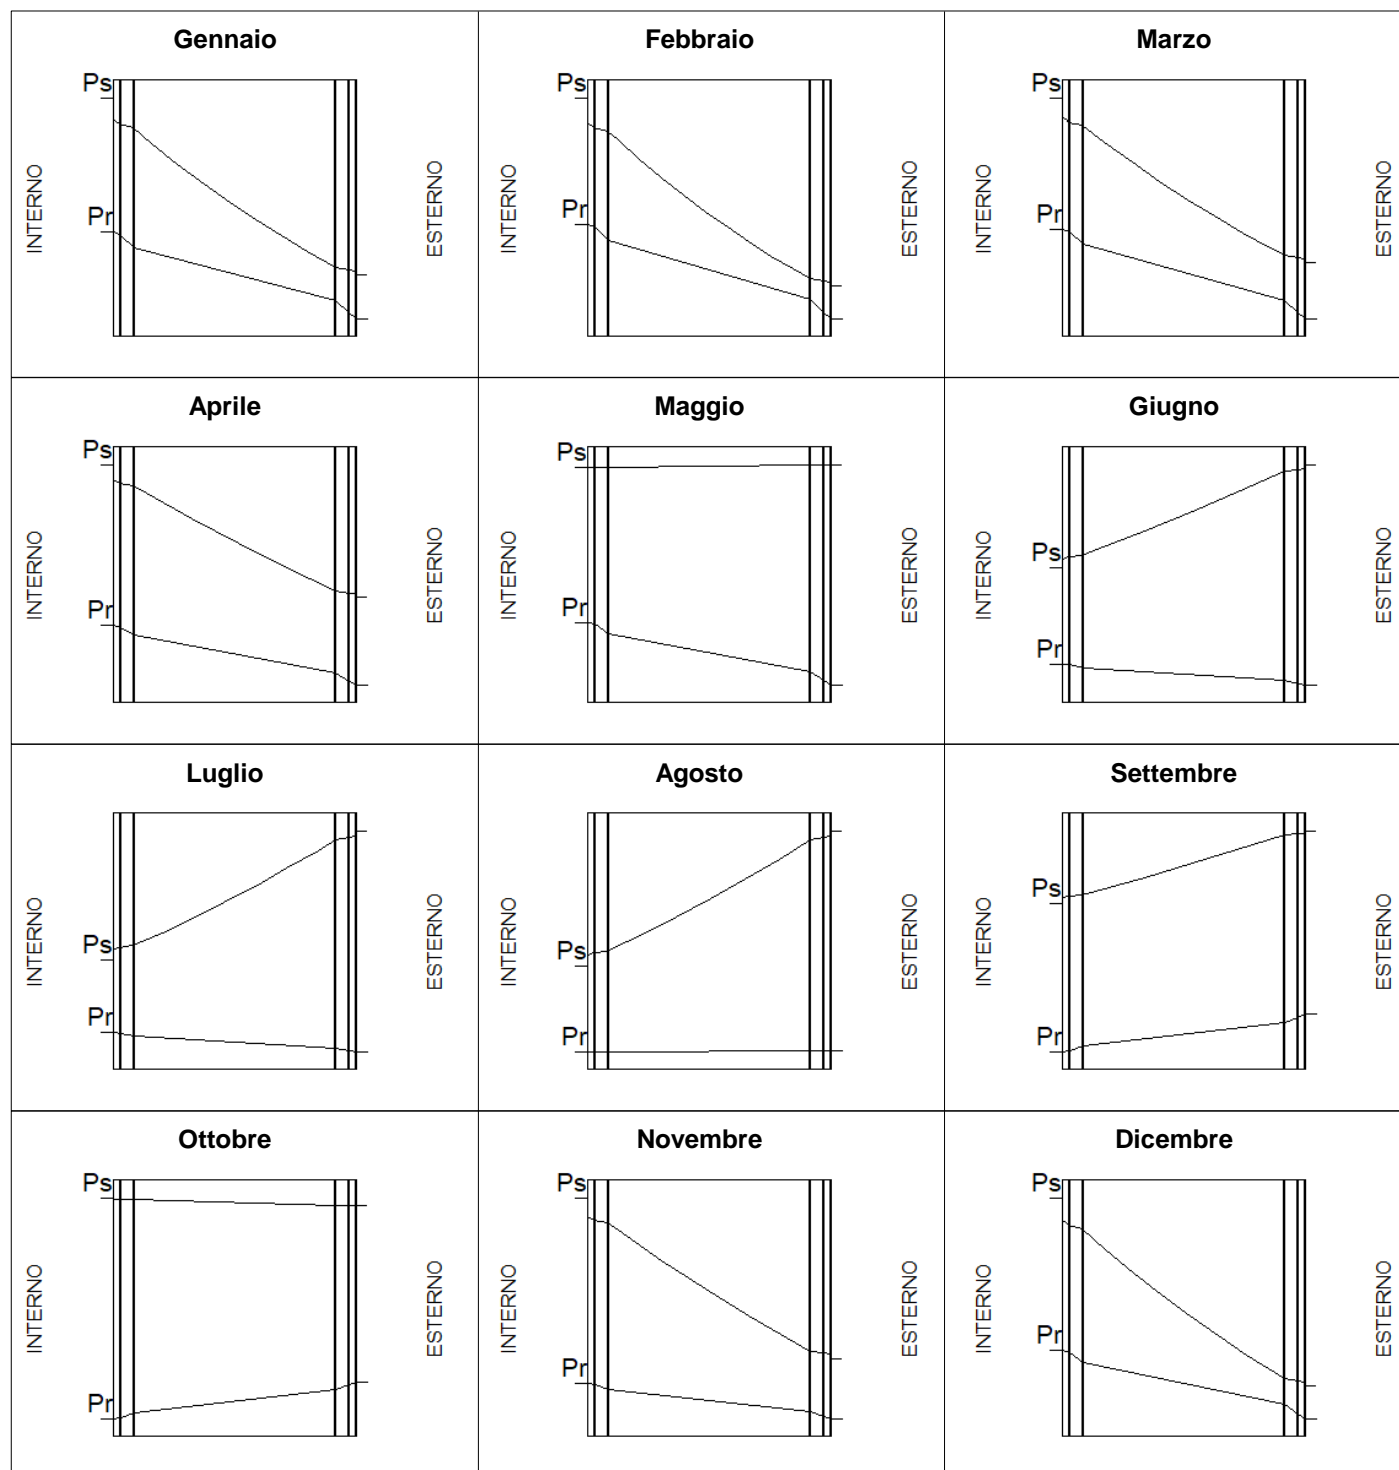 Gennaio
Febbraio
Marzo
Ps
Pr
INTERNO
ESTERNO
Ps
Pr
INTERNO
ESTERNO
Ps
Pr
INTERNO
ESTERNO
Aprile
Maggio
Giugno
Ps
Pr
INTERNO
ESTERNO
Ps
Pr
INTERNO
ESTERNO
Ps
Pr
INTERNO
ESTERNO
Luglio
Agosto
Settembre
Ps
Pr
INTERNO
ESTERNO
Ps
Pr
INTERNO
ESTERNO
Ps
Pr
INTERNO
ESTERNO
Ottobre
Novembre
Dicembre
Ps
Pr
INTERNO
ESTERNO
Ps
Pr
INTERNO
ESTERNO
Ps
Pr
INTERNO
ESTERNO